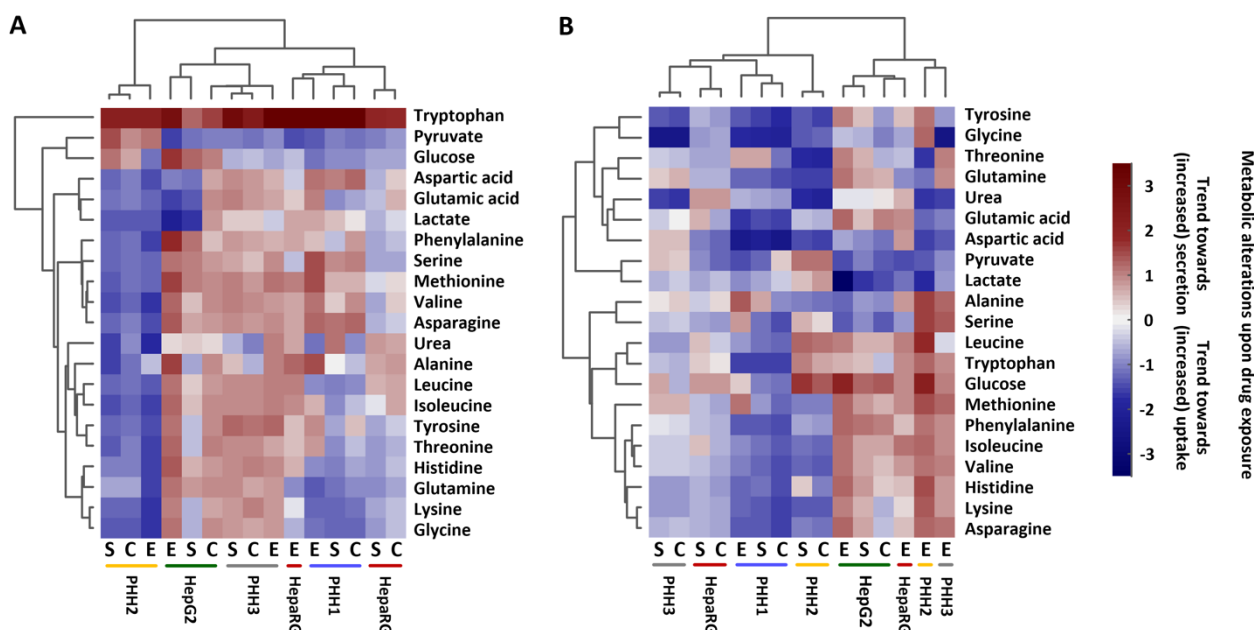 A
Tryptophan
Pyruvate
Glucose
Aspartic acid
Glutamic acid
Lactate
Phenylalanine
Serine
Methionine
Valine
Asparagine
Urea
Alanine
Leucine
Isoleucine
Tyrosine
Threonine
Histidine
Glutamine
Lysine
Glycine
S C E E S C S C E E E S C S C
PHH2 HepG2 PHH3 HepaRG PHH1 HepaRG
B
Tyrosine
Glycine
Threonine
Glutamine
Urea
Glutamic acid
Aspartic acid
Pyruvate
Lactate
Alanine
Serine
Leucine
Tryptophan
Glucose
Methionine
Phenylalanine
Isoleucine
Valine
Histidine
Lysine
Asparagine
S C S C E S C S C E S C E E E
PHH3 HepaRG PHH1 PHH2 HepG2 HepaRG PHH2 PHH3
3
2
1
0
-1
-2
-3
Trend towards
(increased) secretion
Trend towards
(increased) uptake
Metabolic alterations upon drug exposure